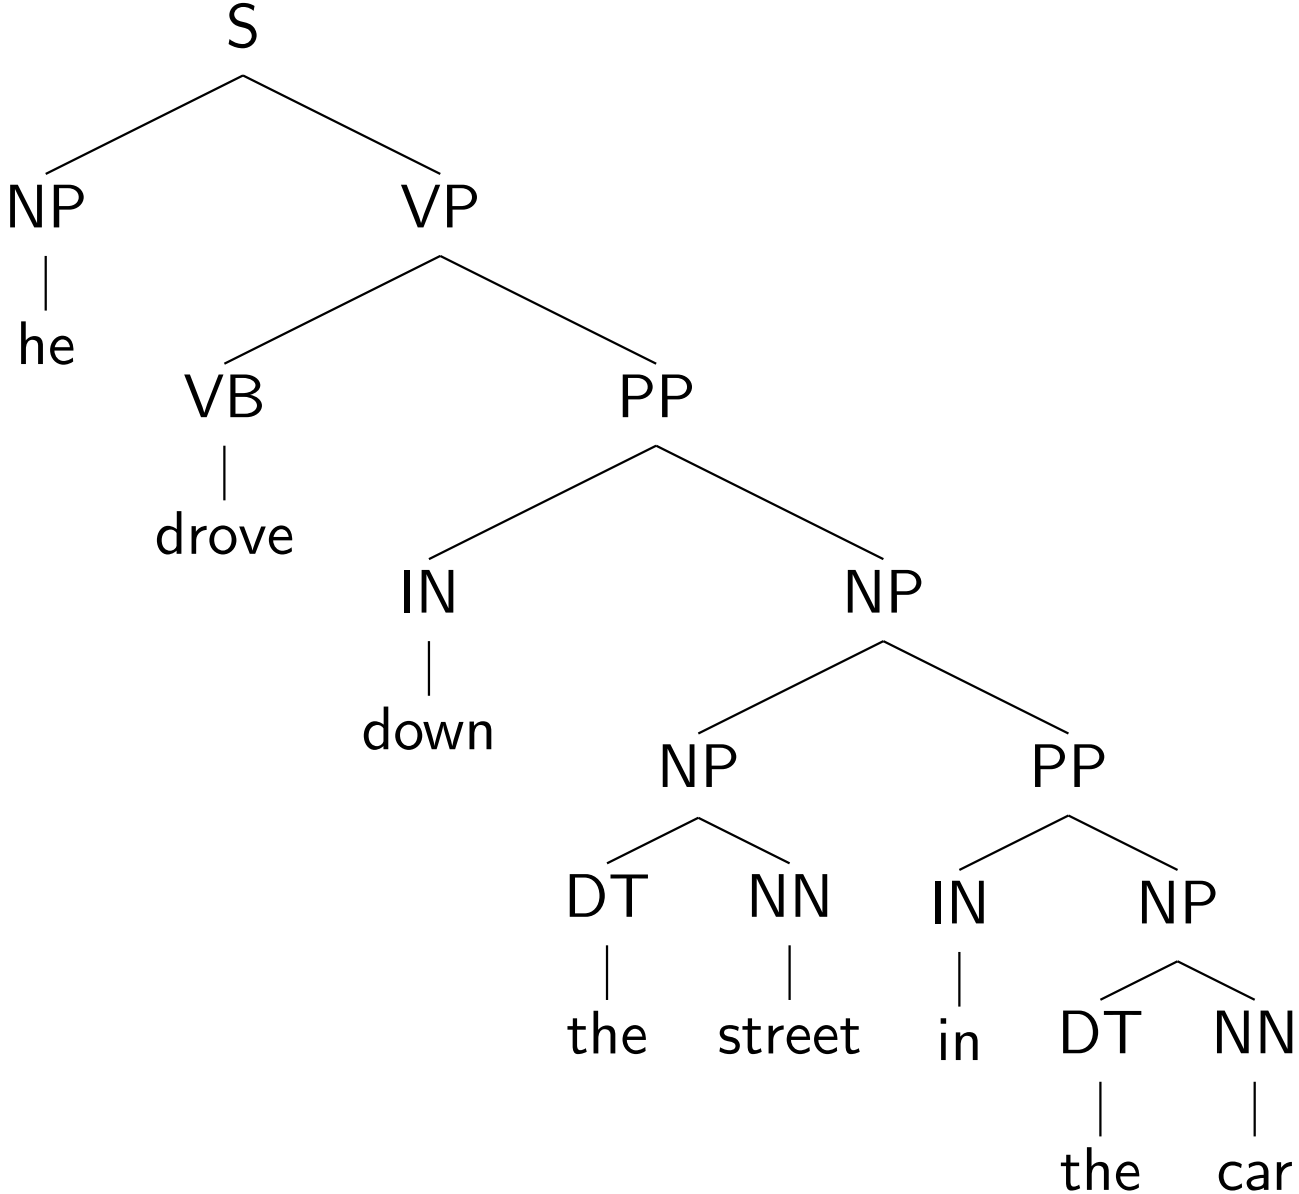 S
NP VP
he
VB PP
drove
IN NP
down
NP PP
DT NN IN NP
the street in DT NN
the car